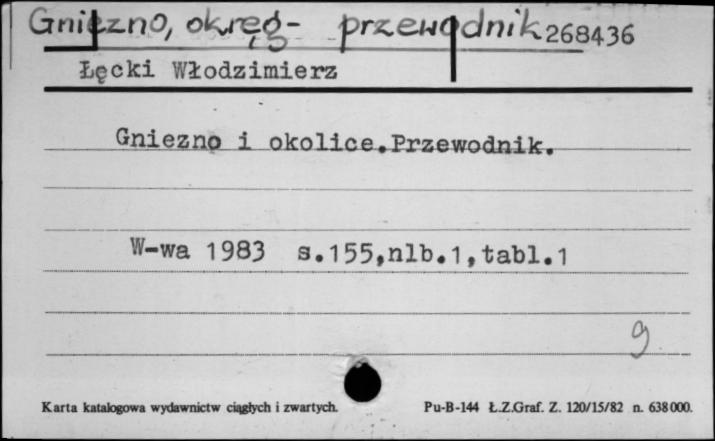 Gniezno, okręg- przewodnik 268436
Łęcki Włodzimierz
Gniezno i okolice.Przewodnik.
W-wa 1983 s.155,nlb.1,tabl.1
9
Karta katalogowa wydawnictw ciągłych i zwartych. Pu-B-144 Ł.Z.Graf. Z. 120/15/82 n. 638000.